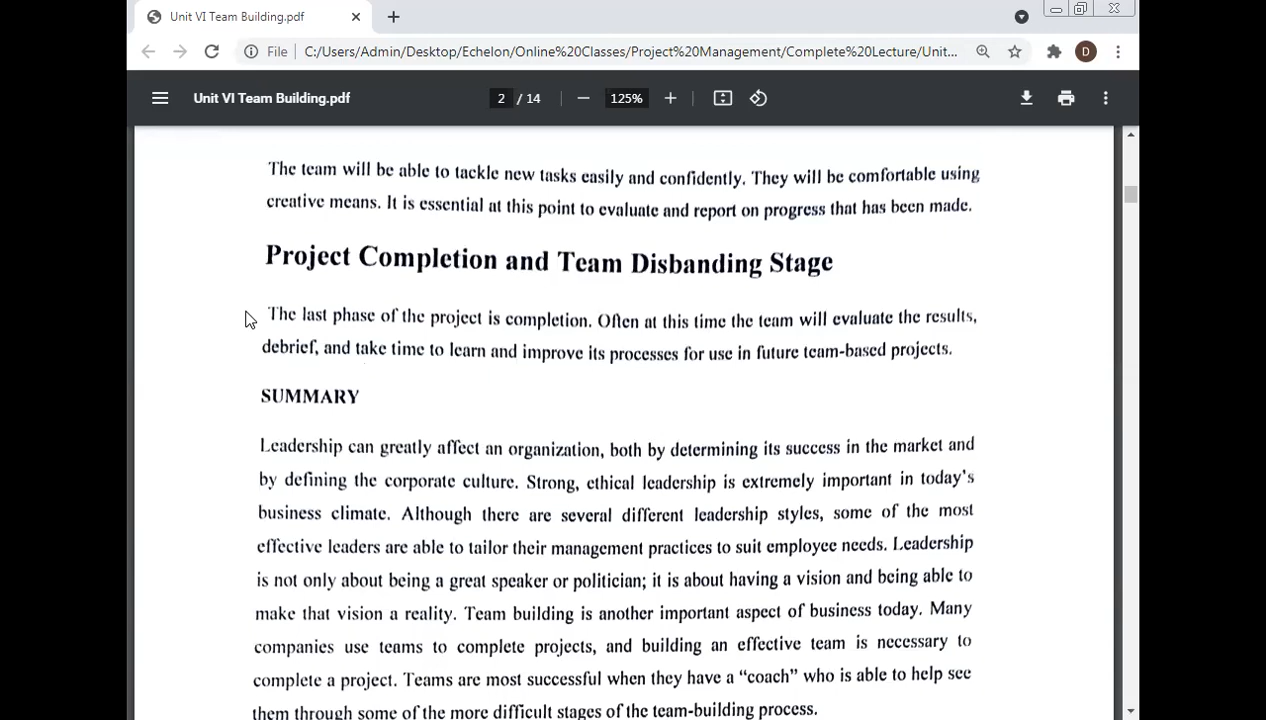 Unit VI Team Building.pdf
File C:/Users/Admin/Desktop/Echelon/Online%20Classes/Project%20Management/Complete%20Lecture/Unit...
D
Unit VI Team Building.pdf 2 / 14 125%
The team will be able to tackle new tasks easily and confidently. They will be comfortable using
creative means. It is essential at this point to evaluate and report on progress that has been made.
Project Completion and Team Disbanding Stage
The last phase of the project is completion. Often at this time the team will evaluate the results,
debrief, and take time to learn and improve its processes for use in future team-based projects.
SUMMARY
Leadership can greatly affect an organization, both by determining its success in the market and
by defining the corporate culture. Strong, ethical leadership is extremely important in today's
business climate. Although there are several different leadership styles, some of the most
effective leaders are able to tailor their management practices to suit employee needs. Leadership
is not only about being a great speaker or politician; it is about having a vision and being able to
make that vision a reality. Team building is another important aspect of business today. Many
companies use teams to complete projects, and building an effective team is necessary to
complete a project. Teams are most successful when they have a “coach” who is able to help see
them through some of the more difficult stages of the team-building process.